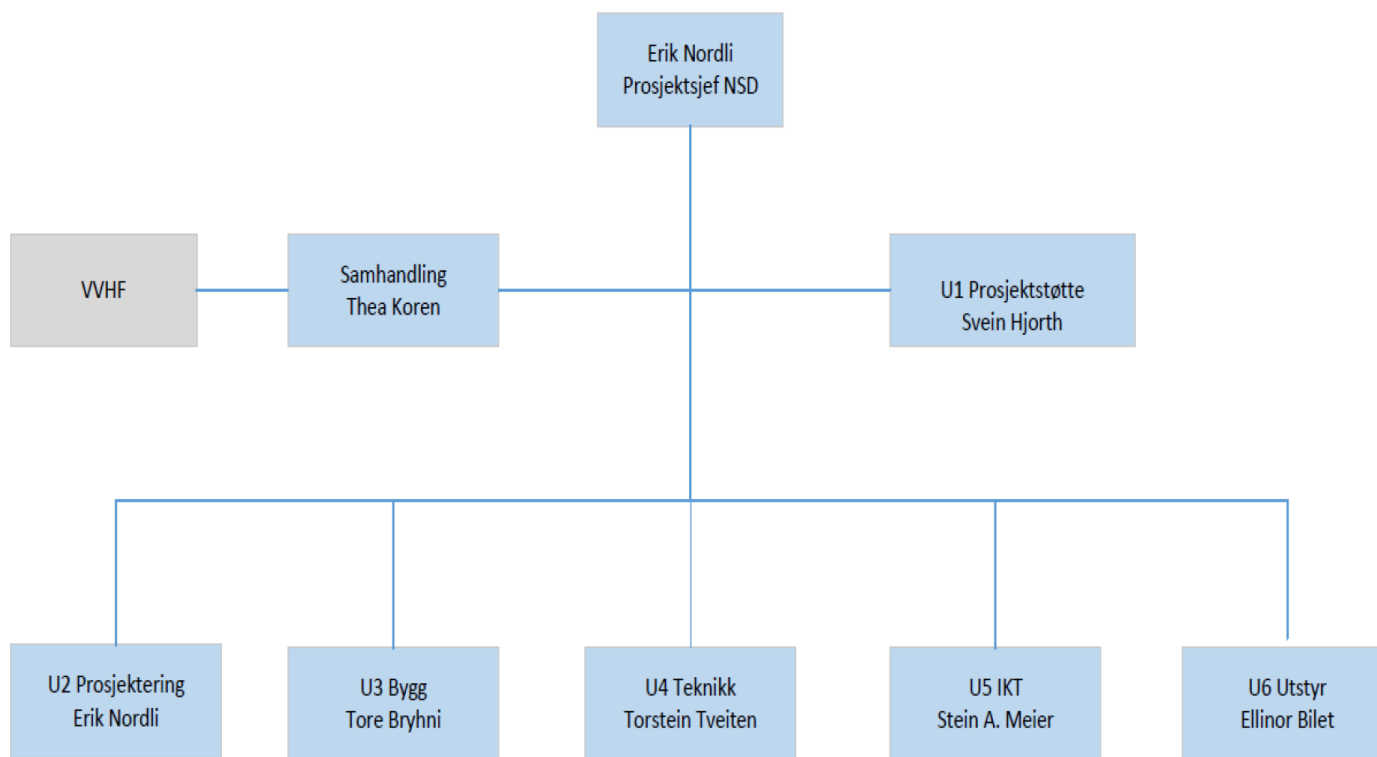 Erik Nordli
Prosjektsjef NSD
VVHF
Samhandling
Thea Koren
U1 Prosjektstøtte
Svein Hjorth
U2 Prosjektering
Erik Nordli
U3 Bygg
Tore Bryhni
U4 Teknikk
Torstein Tveiten
U5 IKT
Stein A. Meier
U6 Utstyr
Ellinor Bilet